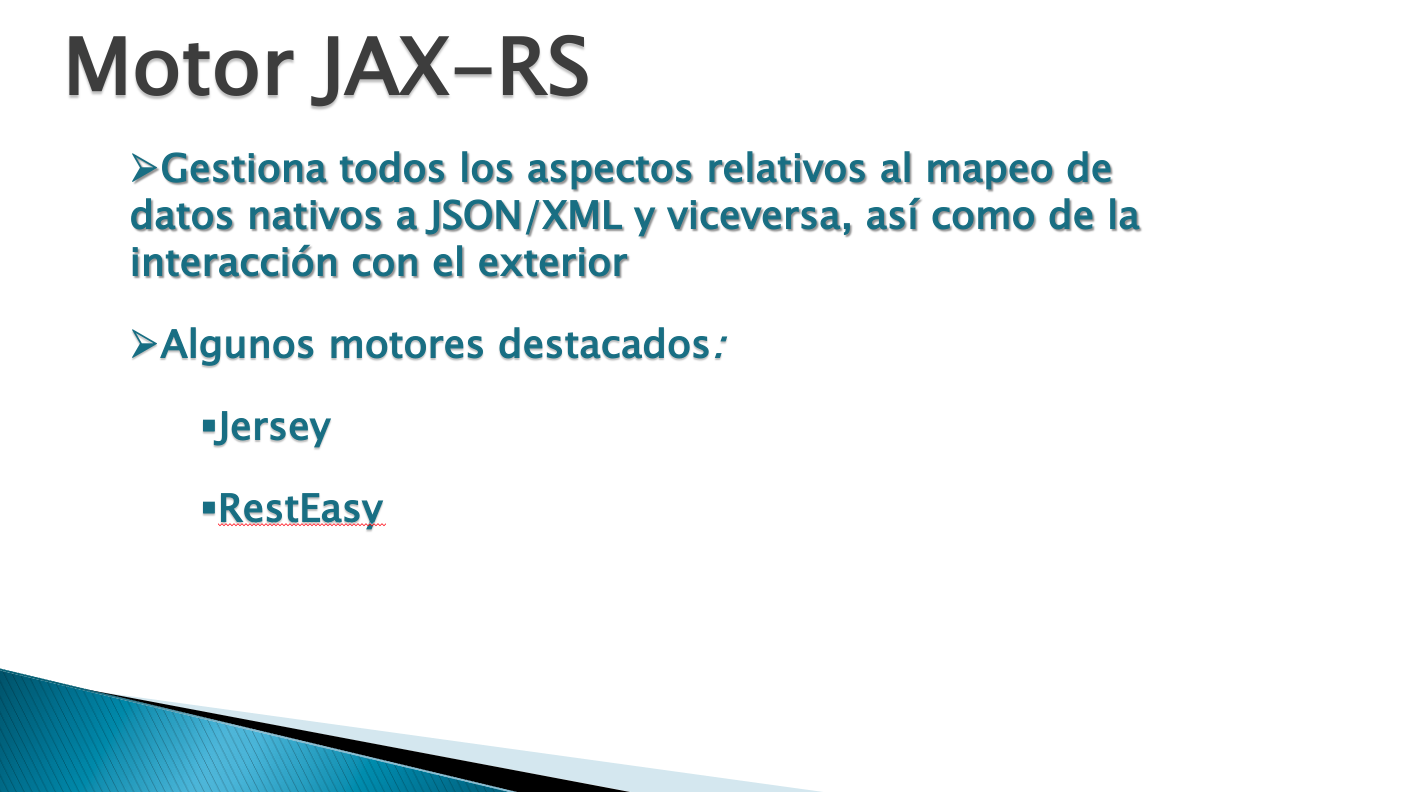 Motor JAX-RS
➢Gestiona todos los aspectos relativos al mapeo de
datos nativos a JSON/XML y viceversa, así como de la
interacción con el exterior
➢Algunos motores destacados:
▪Jersey
▪RestEasy